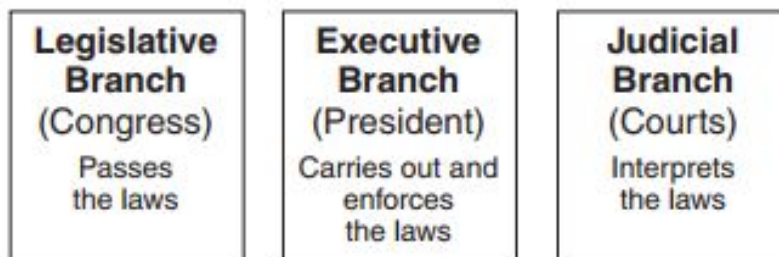 Legislative
Branch
(Congress)
Passes
the laws
Executive
Branch
(President)
Carries out and
enforces
the laws
Judicial
Branch
(Courts)
Interprets
the laws